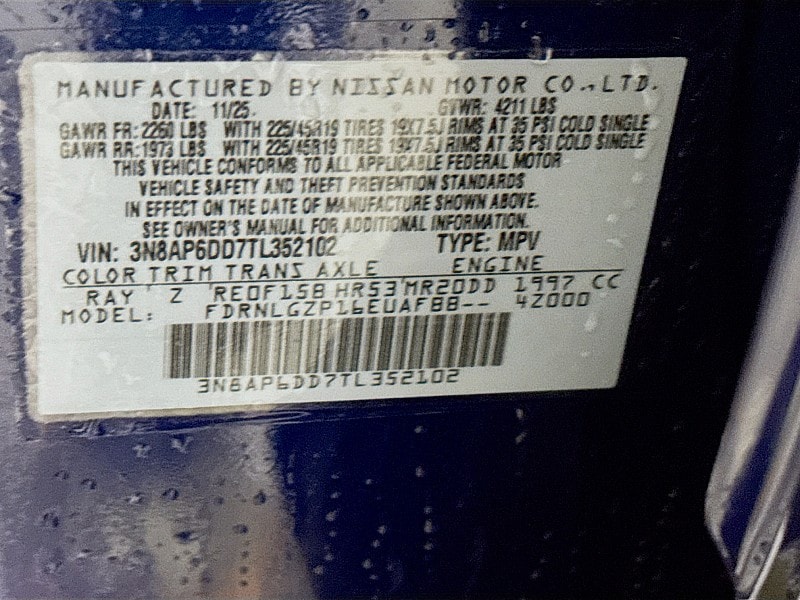 MANUFACTURED BY NISSAN MOTOR CO.,LTD.
DATE: 11/25. GVWR: 4211 LBS
GAWR FR: 2260 LBS WITH 225/45R19 TIRES 19X7.5J RIMS AT 35 PSI COLD SINGLE
GAWR RR: 1973 LBS WITH 225/45R19 TIRES 19X7.5J RIMS AT 35 PSI COLD SINGLE
THIS VEHICLE CONFORMS TO ALL APPLICABLE FEDERAL MOTOR
VEHICLE SAFETY AND THEFT PREVENTION STANDARDS
IN EFFECT ON THE DATE OF MANUFACTURE SHOWN ABOVE.
SEE OWNER'S MANUAL FOR ADDITIONAL INFORMATION.
VIN: 3N8AP6DD7TL352102 TYPE: MPV
COLOR TRIM TRANS AXLE ENGINE
RAY Z RE0F15B HR53 MR20DD 1997 CC
MODEL: FDRNLGZP16EUAFBB-- 4Z000
3N8AP6DD7TL352102